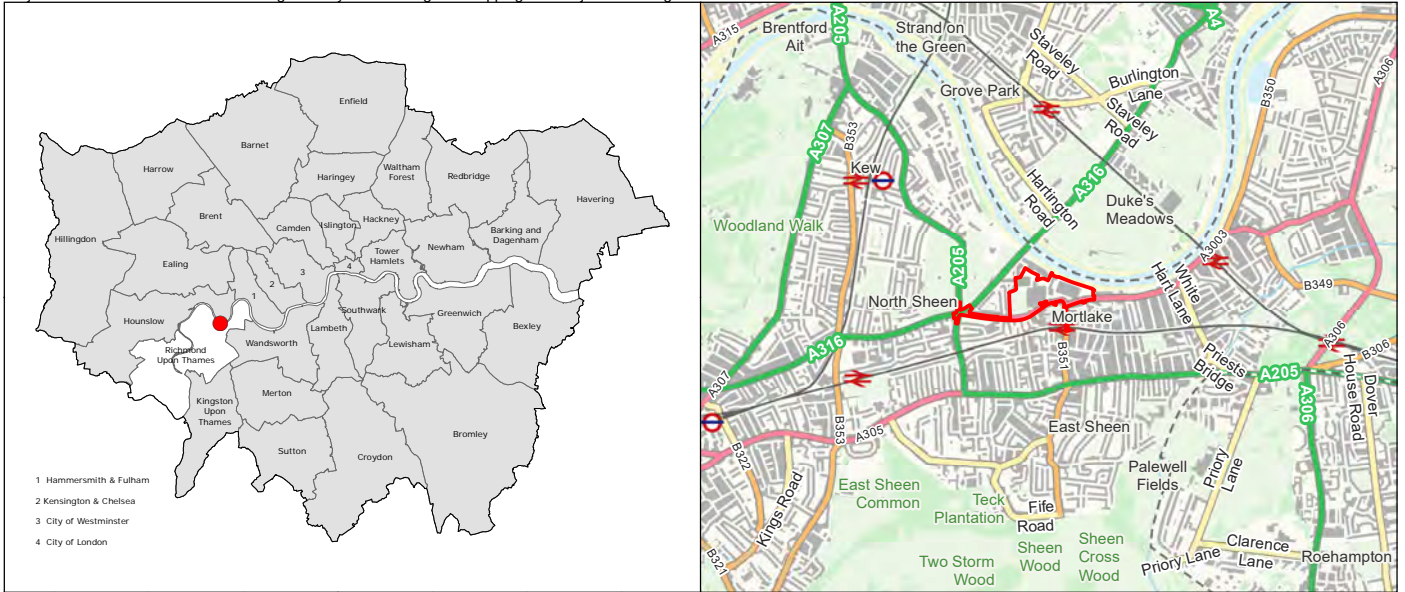 Enfield
Barnet
Harrow
Haringey
Waltham
Forest
Redbridge
Havering
Brent
Camden
Islington
Hackney
Barking and
Dagenham
Hillingdon
Ealing
Tower
Hamlets
Newham
3
4
2
1
Hounslow
Southwark
Greenwich
Bexley
Wandsworth
Lambeth
Lewisham
Richmond
Upon Thames
Merton
Kingston
Upon
Thames
Bromley
Sutton
Croydon
1 Hammersmith & Fulham
2 Kensington & Chelsea
3 City of Westminster
4 City of London
A315
Brentford
Ait
A205
Strand on
the Green
Staveley
Road
A4
Grove Park
Burlington
Lane
Staveley
Road
B350
A306
A307
B353
Kew
A316
Hartington
Road
Duke's
Meadows
Woodland Walk
A205
A3003
White
Hart Lane
B349
North Sheen
Mortlake
A316
B351
Priests
Bridge
A306
B306
A307
A205
A306
Dover
House Road
B353
A305
B322
East Sheen
Kings Road
East Sheen
Common
Teck
Plantation
Palewell
Fields
Priory
Lane
Fife
Road
Two Storm
Wood
Sheen
Wood
Sheen
Cross
Wood
Priory Lane
Clarence
Lane
Roehampton
B321